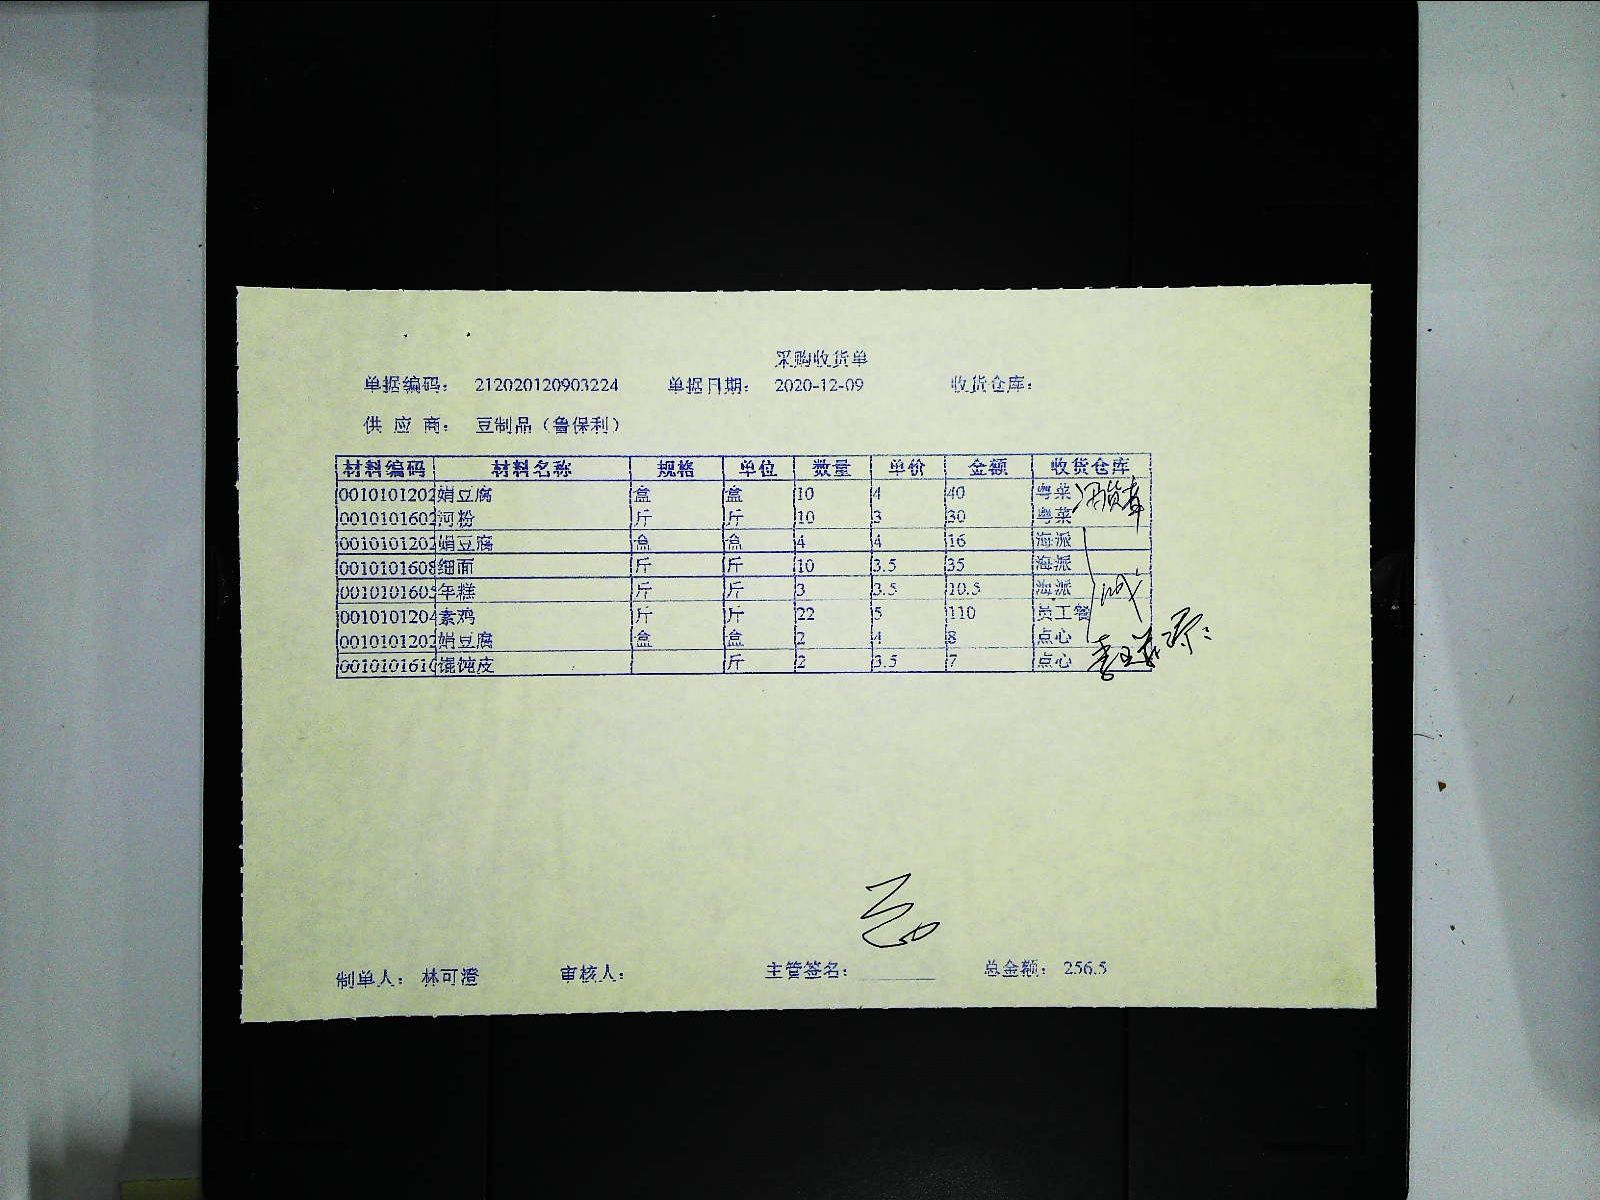 采购收货单
单据编码： 212020120903224 单据日期： 2020-12-09 收货仓库：
供 应 商： 豆制品（鲁保利）
材料编码 材料名称 规格 单位 数量 单价 金额 收货仓库
0010101202 娟豆腐 盒 盒 10 4 40 粤菜
0010101602 河粉 斤 斤 10 3 30 粤菜
0010101202 娟豆腐 盒 盒 4 4 16 海派
0010101608 细面 斤 斤 10 3.5 35 海派
0010101605 年糕 斤 斤 3 3.5 10.5 海派
0010101204 素鸡 斤 斤 22 5 110 员工餐
0010101202 娟豆腐 盒 盒 2 4 8 点心
0010101610 馄饨皮 斤 2 3.5 7 点心
制单人： 林可澄 审核人： 主管签名： 总金额： 256.5